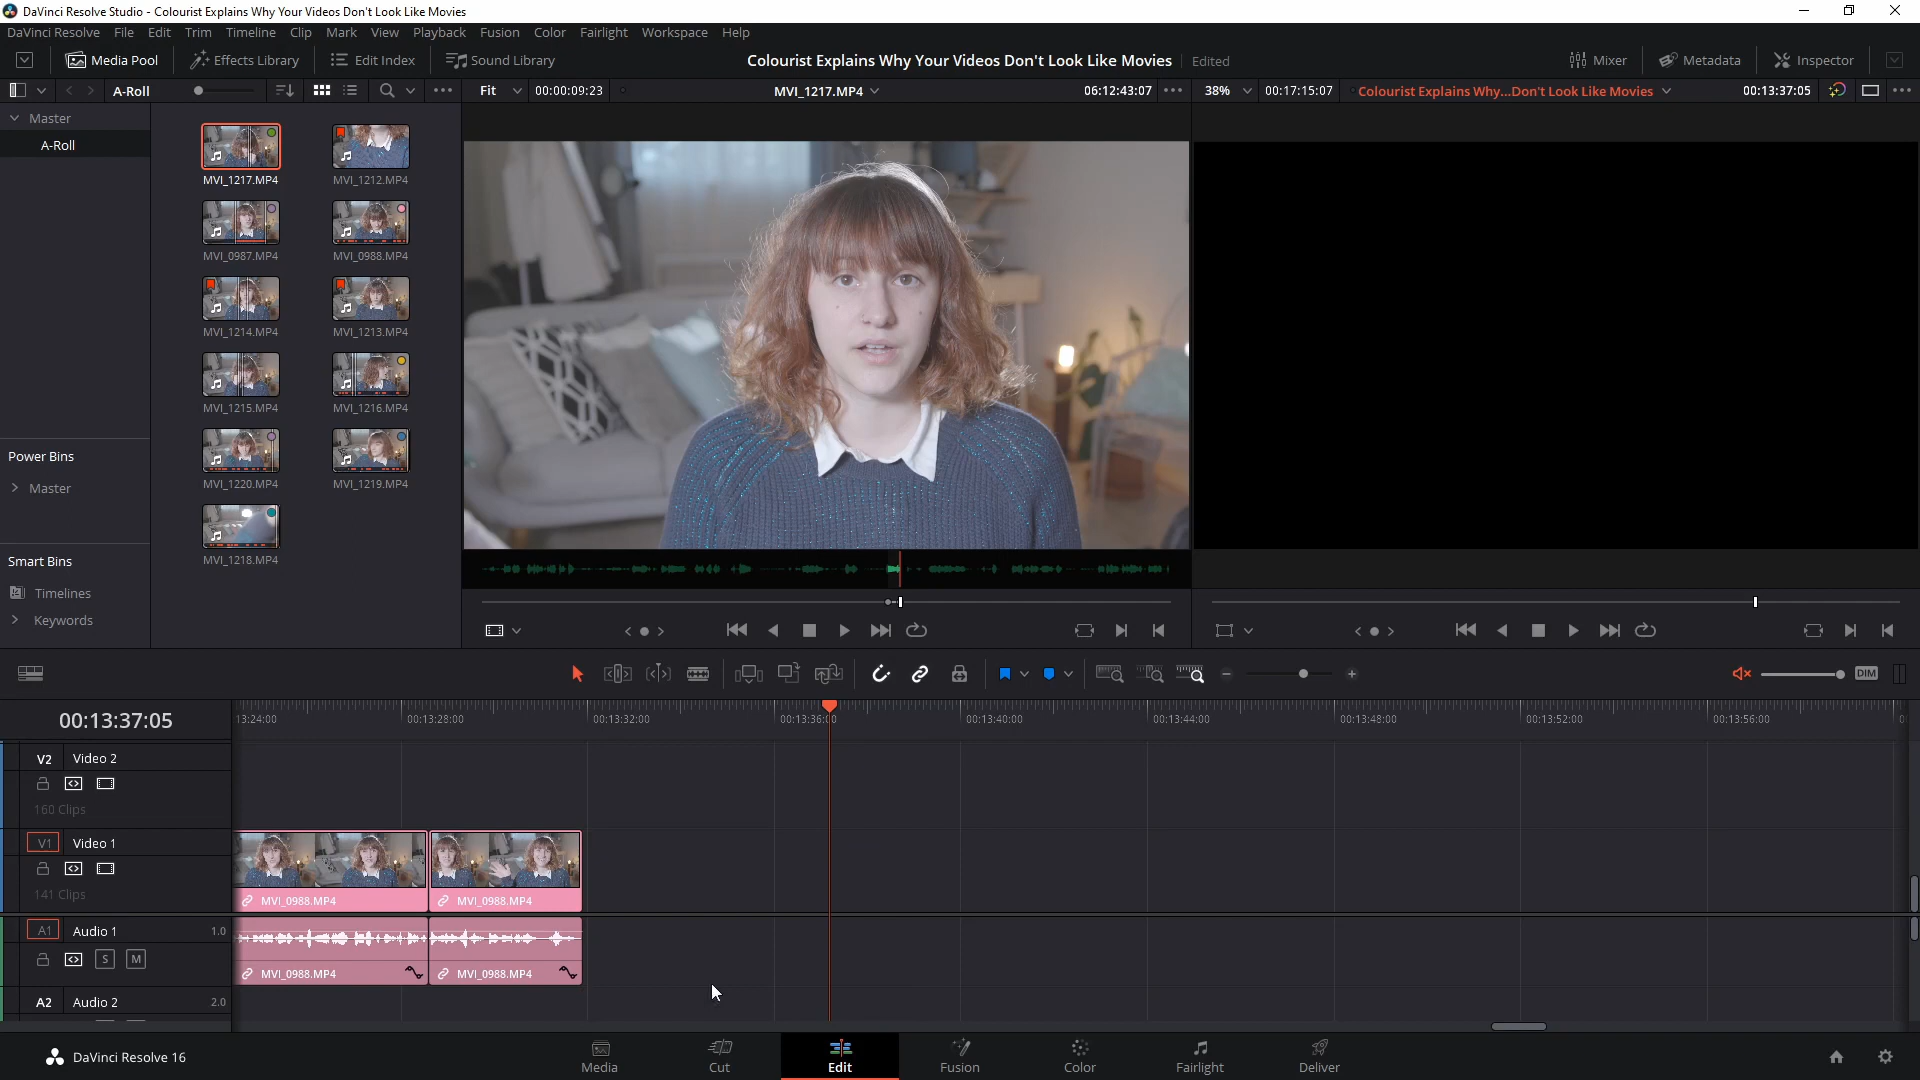 DaVinci Resolve Studio - Colourist Explains Why Your Videos Don't Look Like Movies
DaVinci Resolve File Edit Trim Timeline Clip Mark View Playback Fusion Color Fairlight Workspace Help
Media Pool Effects Library Edit Index Sound Library Colourist Explains Why Your Videos Don't Look Like Movies Edited Mixer Metadata Inspector
A-Roll Fit 00:00:09:23 MVI_1217.MP4 06:12:43:07 38% 00:17:15:07 Colourist Explains Why...Don't Look Like Movies 00:13:37:05
Master
A-Roll
MVI_1217.MP4 MVI_1212.MP4
MVI_0987.MP4 MVI_0988.MP4
MVI_1214.MP4 MVI_1213.MP4
MVI_1215.MP4 MVI_1216.MP4
Power Bins
MVI_1220.MP4 MVI_1219.MP4
Master
Smart Bins
MVI_1218.MP4
Timelines
Keywords
DIM
00:13:37:05
13:24:00 00:13:28:00 00:13:32:00 00:13:36:00 00:13:40:00 00:13:44:00 00:13:48:00 00:13:52:00 00:13:56:00
V2 Video 2
160 Clips
V1 Video 1
141 Clips
MVI_0988.MP4 MVI_0988.MP4
A1 Audio 1 1.0
S M
MVI_0988.MP4 MVI_0988.MP4
A2 Audio 2 2.0
DaVinci Resolve 16
Media Cut Edit Fusion Color Fairlight Deliver